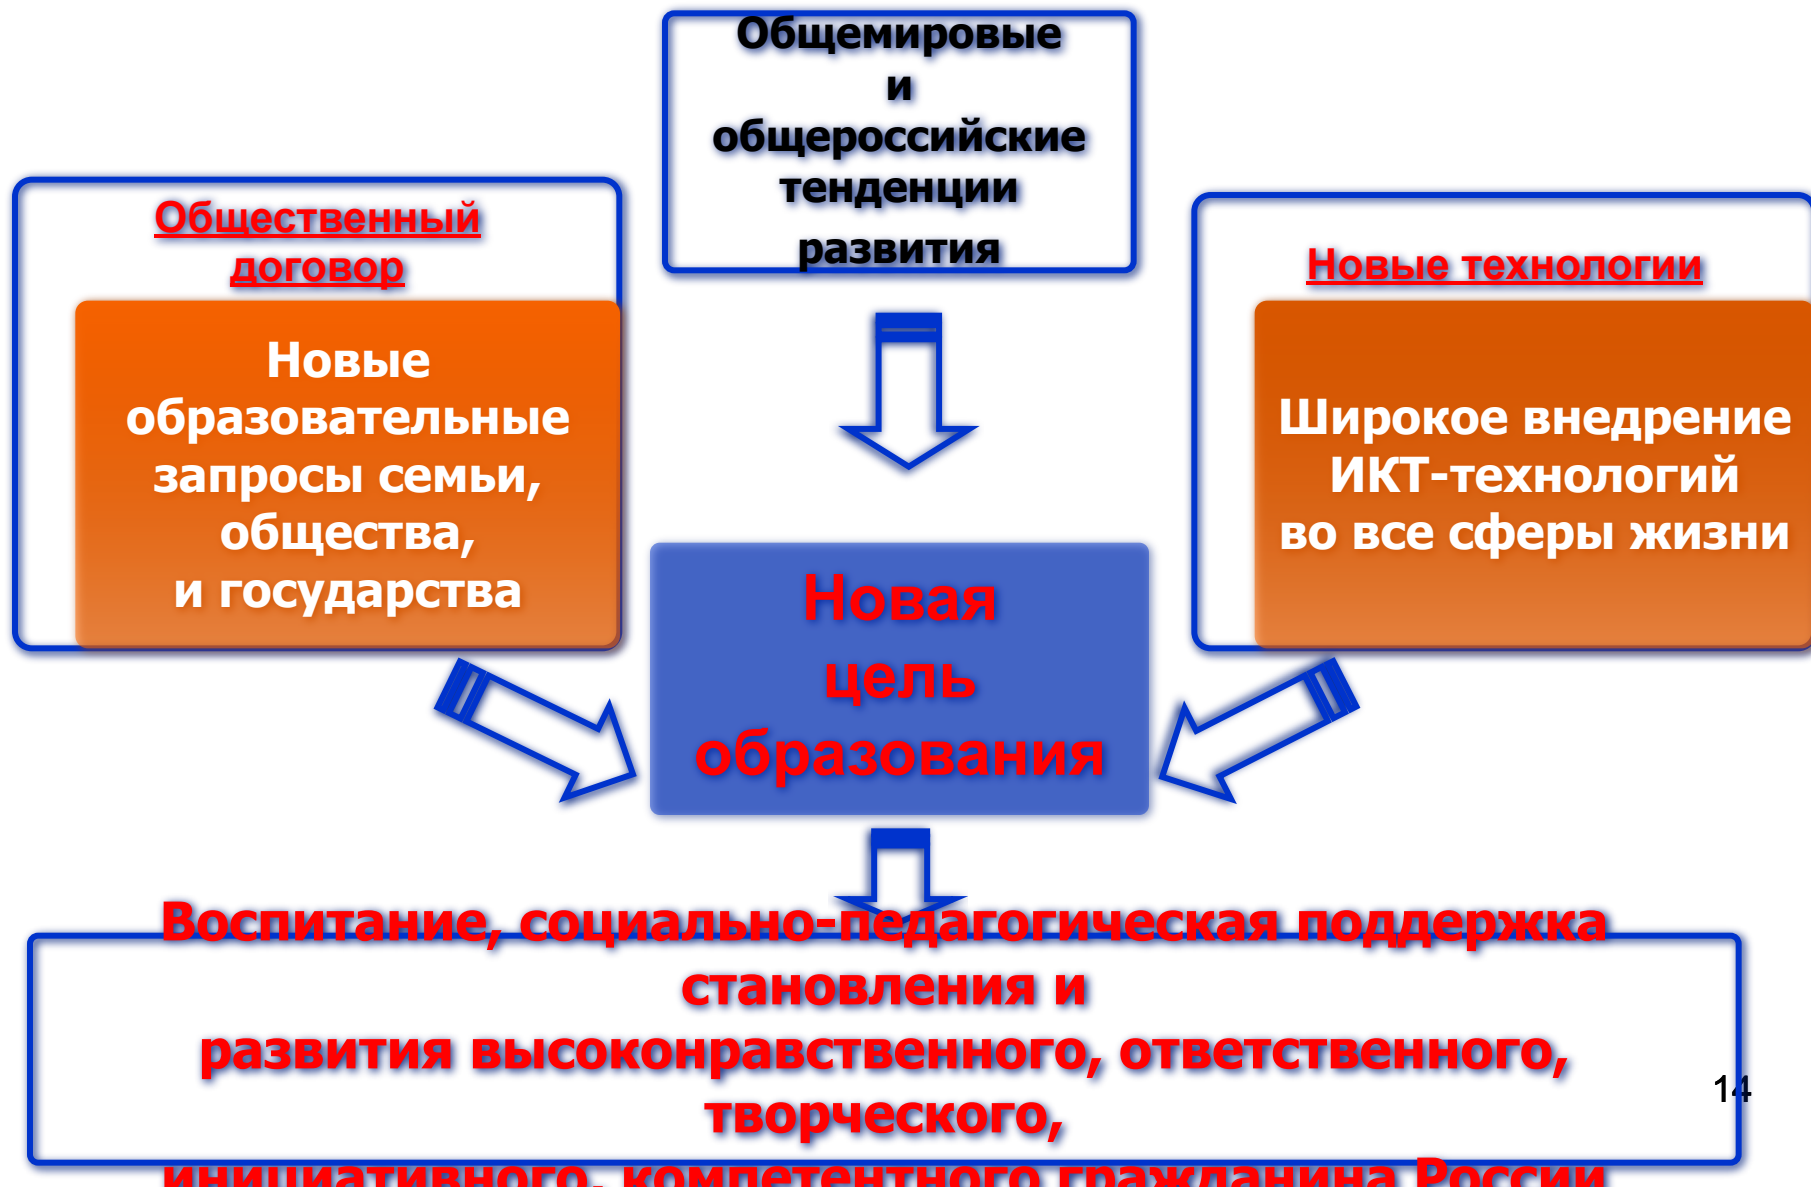 Общемировые
и
общероссийские
тенденции
развития
Общественный
договор
Новые
образовательные
запросы семьи,
общества,
и государства
Новые технологии
Широкое внедрение
ИКТ-технологий
во все сферы жизни
Новая
цель
образования
Воспитание, социально-педагогическая поддержка
становления и
развития высоконравственного, ответственного,
творческого,
инициативного, компетентного гражданина России
14